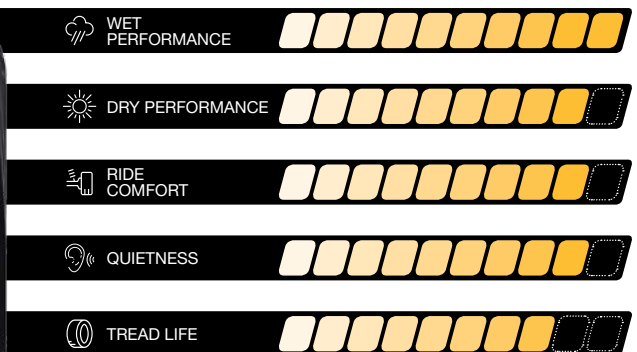 WET
PERFORMANCE
DRY PERFORMANCE
RIDE
COMFORT
QUIETNESS
TREAD LIFE